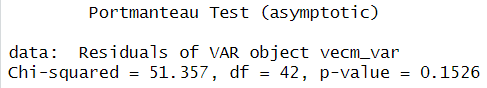 Portmanteau Test (asymptotic)
data:  Residuals of VAR object vecm_var
Chi-squared = 51.357, df = 42, p-value = 0.1526